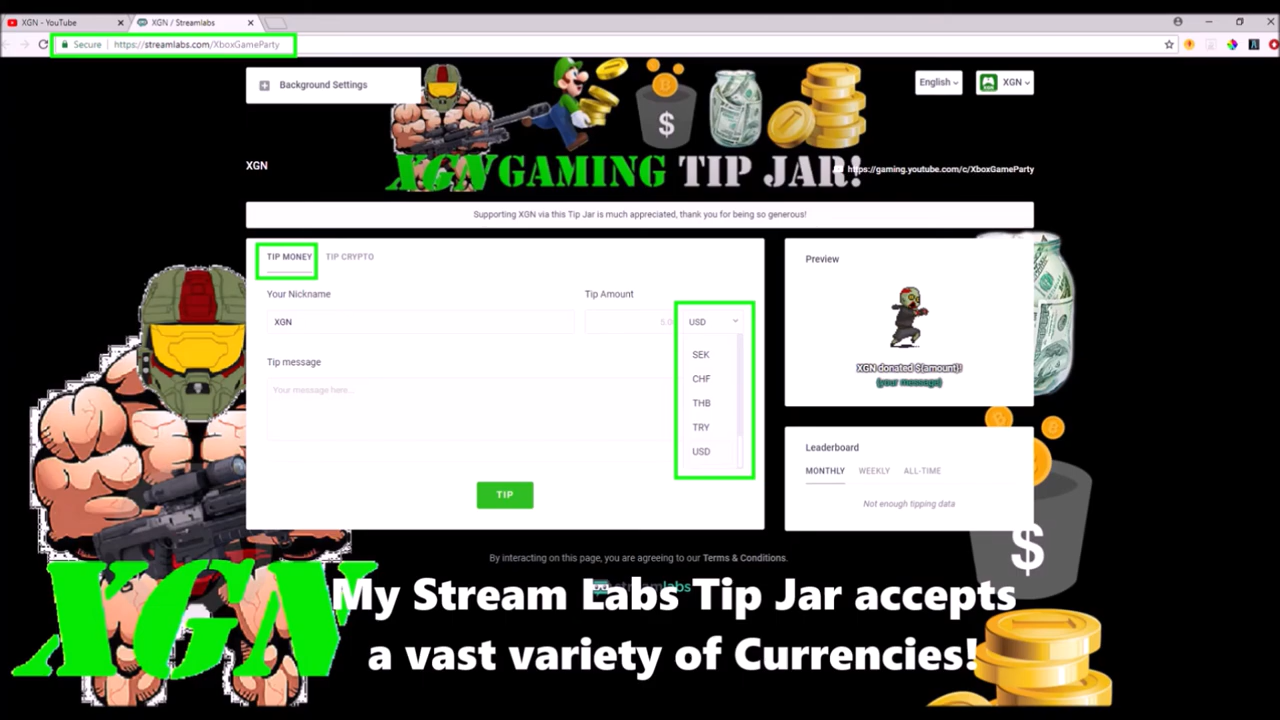 XGN - YouTube
XGN / Streamlabs
Secure
https://streamlabs.com/XboxGameParty
Background Settings
English
XGN
$
XGN
XGN GAMING TIP JAR!
https://gaming.youtube.com/c/XboxGameParty
Supporting XGN via this Tip Jar is much appreciated, thank you for being so generous!
TIP MONEY
TIP CRYPTO
Your Nickname
Tip Amount
XGN
5.0
USD
SEK
CHF
THB
TRY
USD
Tip message
Your message here...
TIP
Preview
XGN donated ${amount}!
{your message}
Leaderboard
MONTHLY
WEEKLY
ALL-TIME
Not enough tipping data
$
By interacting on this page, you are agreeing to our Terms & Conditions.
streamlabs
XGN
My Stream Labs Tip Jar accepts
a vast variety of Currencies!